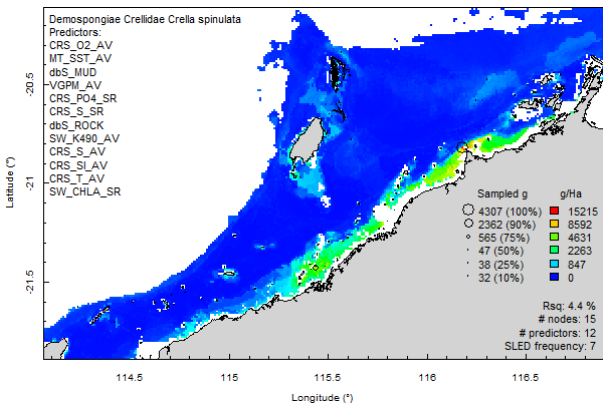 Demospongiae Crellidae Crella spinulata
Predictors:
CRS_O2_AV
MT_SST_AV
dbS_MUD
VGPM_AV
CRS_PO4_SR
CRS_S_SR
dbS_ROCK
SW_K490_AV
CRS_S_AV
CRS_SI_AV
CRS_T_AV
SW_CHLA_SR
-20.5
-21
-21.5
Latitude (°)
Sampled g g/Ha
4307 (100%) 15215
2362 (90%) 8592
565 (75%) 4631
47 (50%) 2263
38 (25%) 847
32 (10%) 0
Rsq: 4.4 %
# nodes: 15
# predictors: 12
SLED frequency: 7
114.5 115 115.5 116 116.5
Longitude (°)